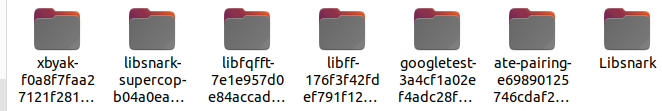 xbyak-
f0a8f7faa2
7121f281...
libsnark-
supercop-
b04a0ea...
libfqfft-
7e1e957d0
e84accad...
libff-
176f3f42fd
ef791f12...
googletest-
3a4cf1a02e
f4adc28f...
ate-pairing-
e69890125
746cdaf2...
Libsnark